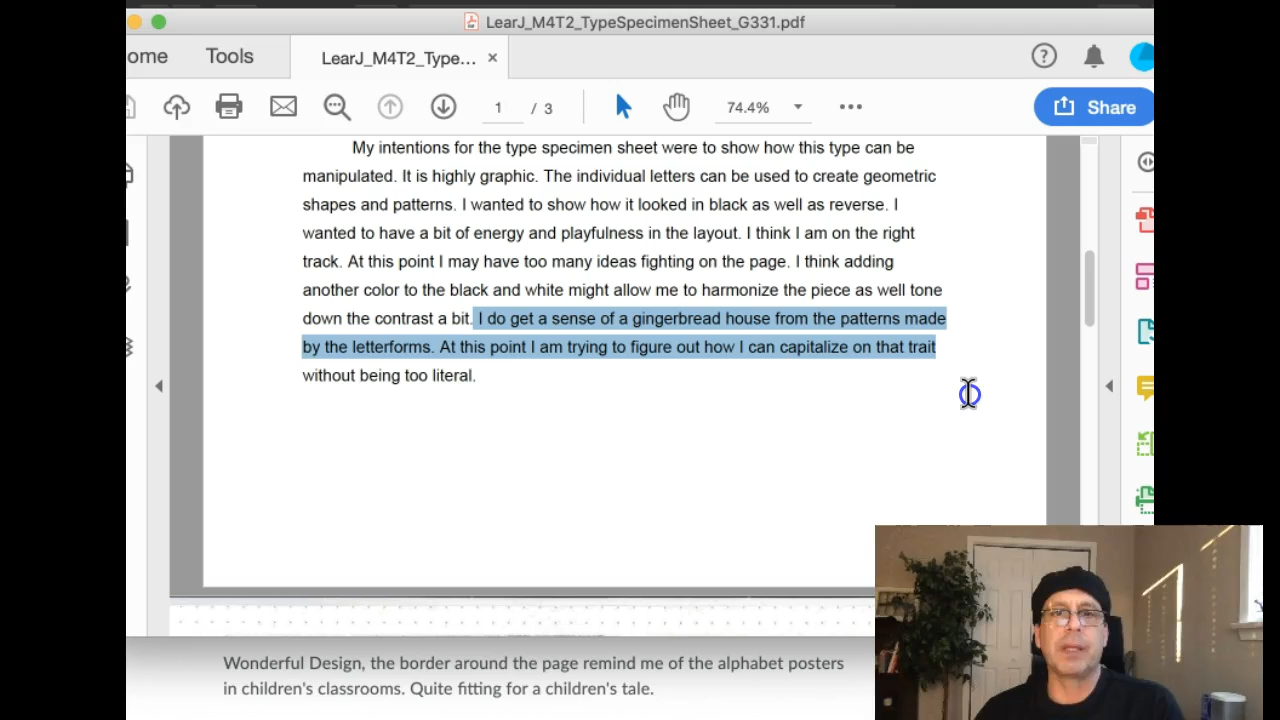 LearJ_M4T2_TypeSpecimenSheet_G331.pdf
ome Tools LearJ_M4T2_Type... ×
1 / 3 74.4% Share
My intentions for the type specimen sheet were to show how this type can be
manipulated. It is highly graphic. The individual letters can be used to create geometric
shapes and patterns. I wanted to show how it looked in black as well as reverse. I
wanted to have a bit of energy and playfulness in the layout. I think I am on the right
track. At this point I may have too many ideas fighting on the page. I think adding
another color to the black and white might allow me to harmonize the piece as well tone
down the contrast a bit. I do get a sense of a gingerbread house from the patterns made
by the letterforms. At this point I am trying to figure out how I can capitalize on that trait
without being too literal.
Wonderful Design, the border around the page remind me of the alphabet posters
in children's classrooms. Quite fitting for a children's tale.